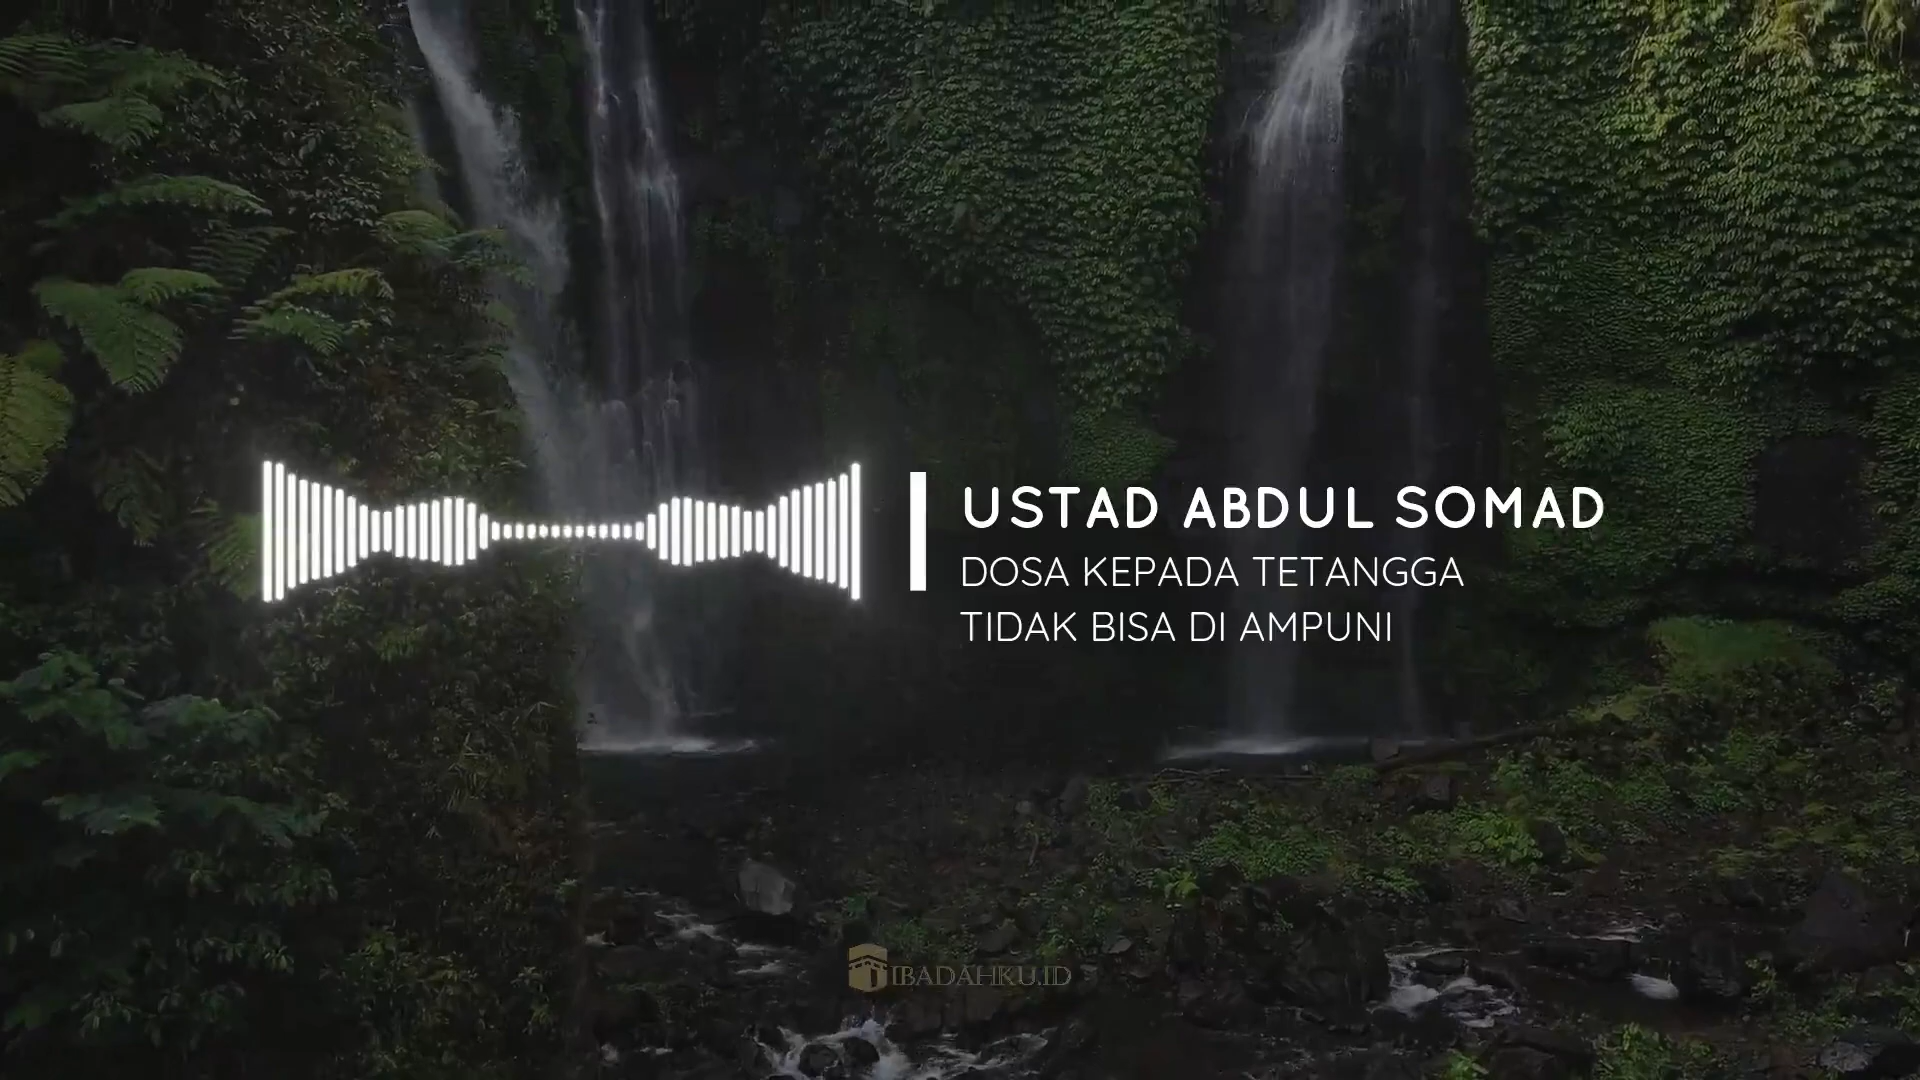 USTAD ABDUL SOMAD
DOSA KEPADA TETANGGA
TIDAK BISA DI AMPUNI
IBADAHKU.ID